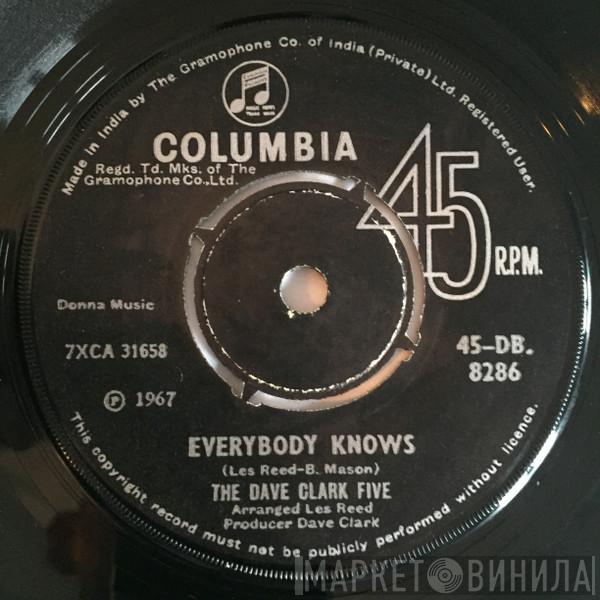 Made in India by The Gramophone Co. of India (Private) Ltd. Registered User.
COLUMBIA
Regd. Td. Mks. of The
Gramophone Co., Ltd.
45
R.P.M.
Donna Music
7XCA 31658
45-DB.
8286
℗ 1967
EVERYBODY KNOWS
(Les Reed-B. Mason)
THE DAVE CLARK FIVE
Arranged Les Reed
Producer Dave Clark
This copyright record must not be publicly performed without licence.
МАРКЕТ ВИНИЛА